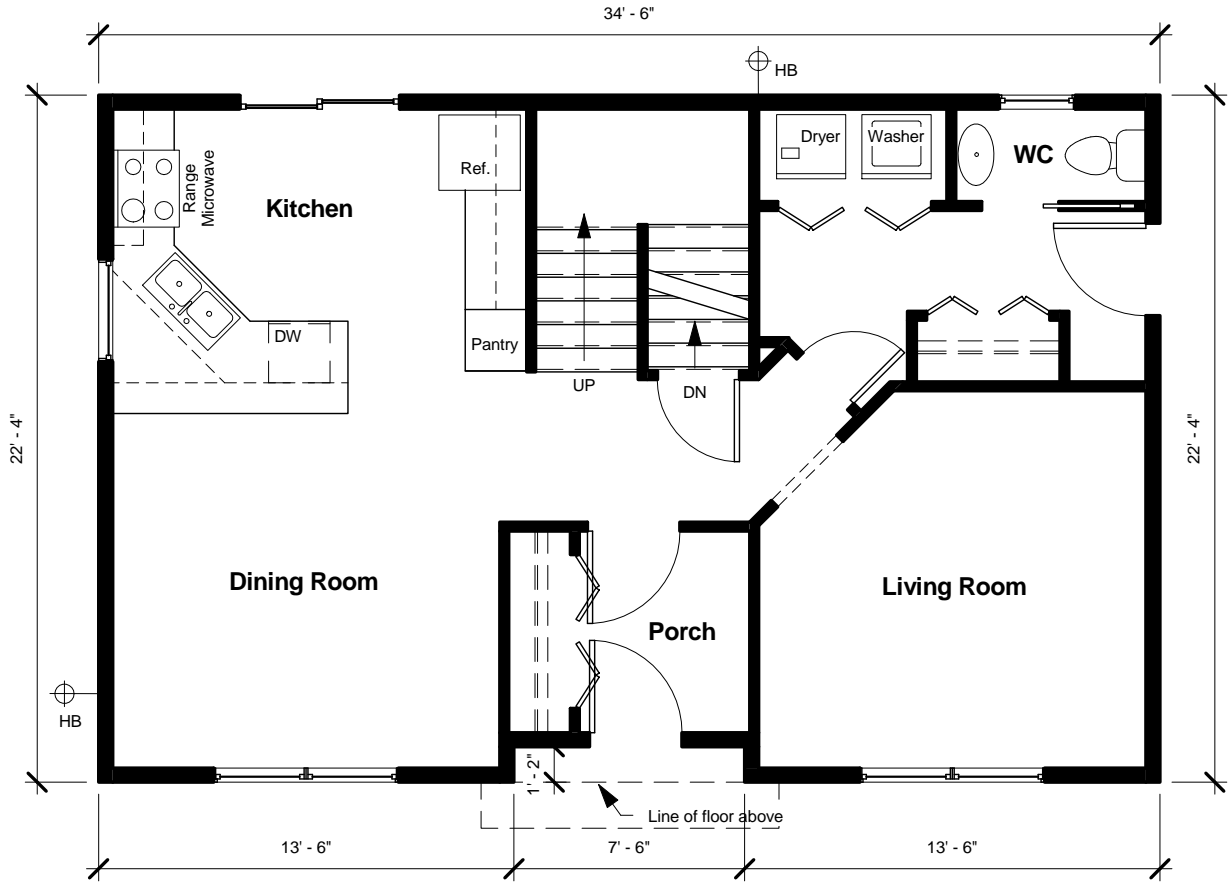 34' - 6"
HB
Dryer
Washer
WC
Ref.
Range
Microwave
Kitchen
DW
Pantry
UP
DN
22' - 4"
22' - 4"
Dining Room
Living Room
Porch
HB
1' - 2"
Line of floor above
13' - 6"
7' - 6"
13' - 6"